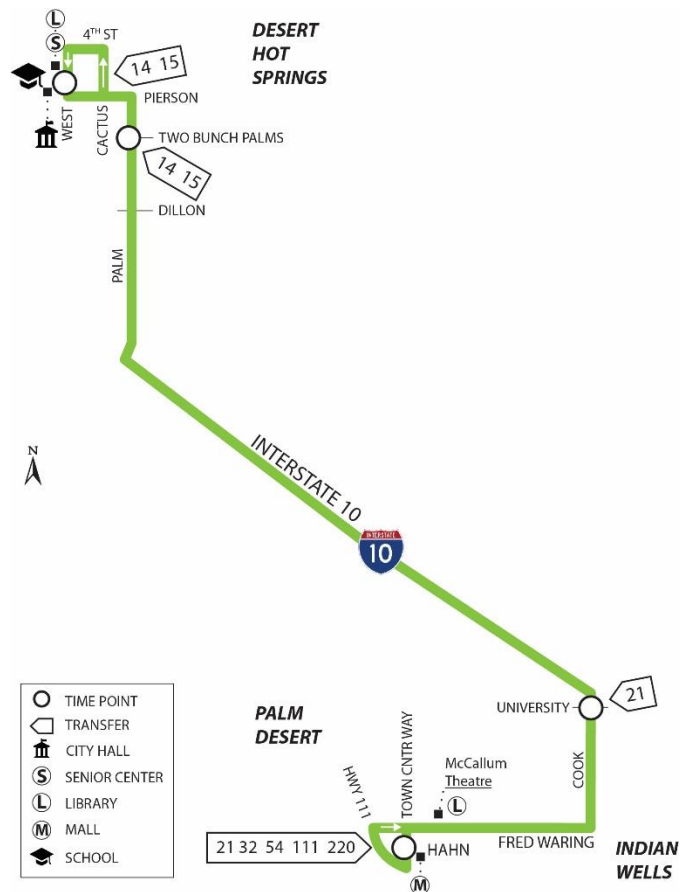 L
S
4TH ST
DESERT
HOT
SPRINGS
14 15
PIERSON
WEST
CACTUS
TWO BUNCH PALMS
14 15
DILLON
PALM
N
INTERSTATE 10
INTERSTATE
10
21
UNIVERSITY
PALM
DESERT
TOWN CNTR WAY
McCallum
Theatre
L
COOK
HWY 111
FRED WARING
21 32 54 111 220
HAHN
M
INDIAN
WELLS
TIME POINT
TRANSFER
CITY HALL
S SENIOR CENTER
L LIBRARY
M MALL
SCHOOL